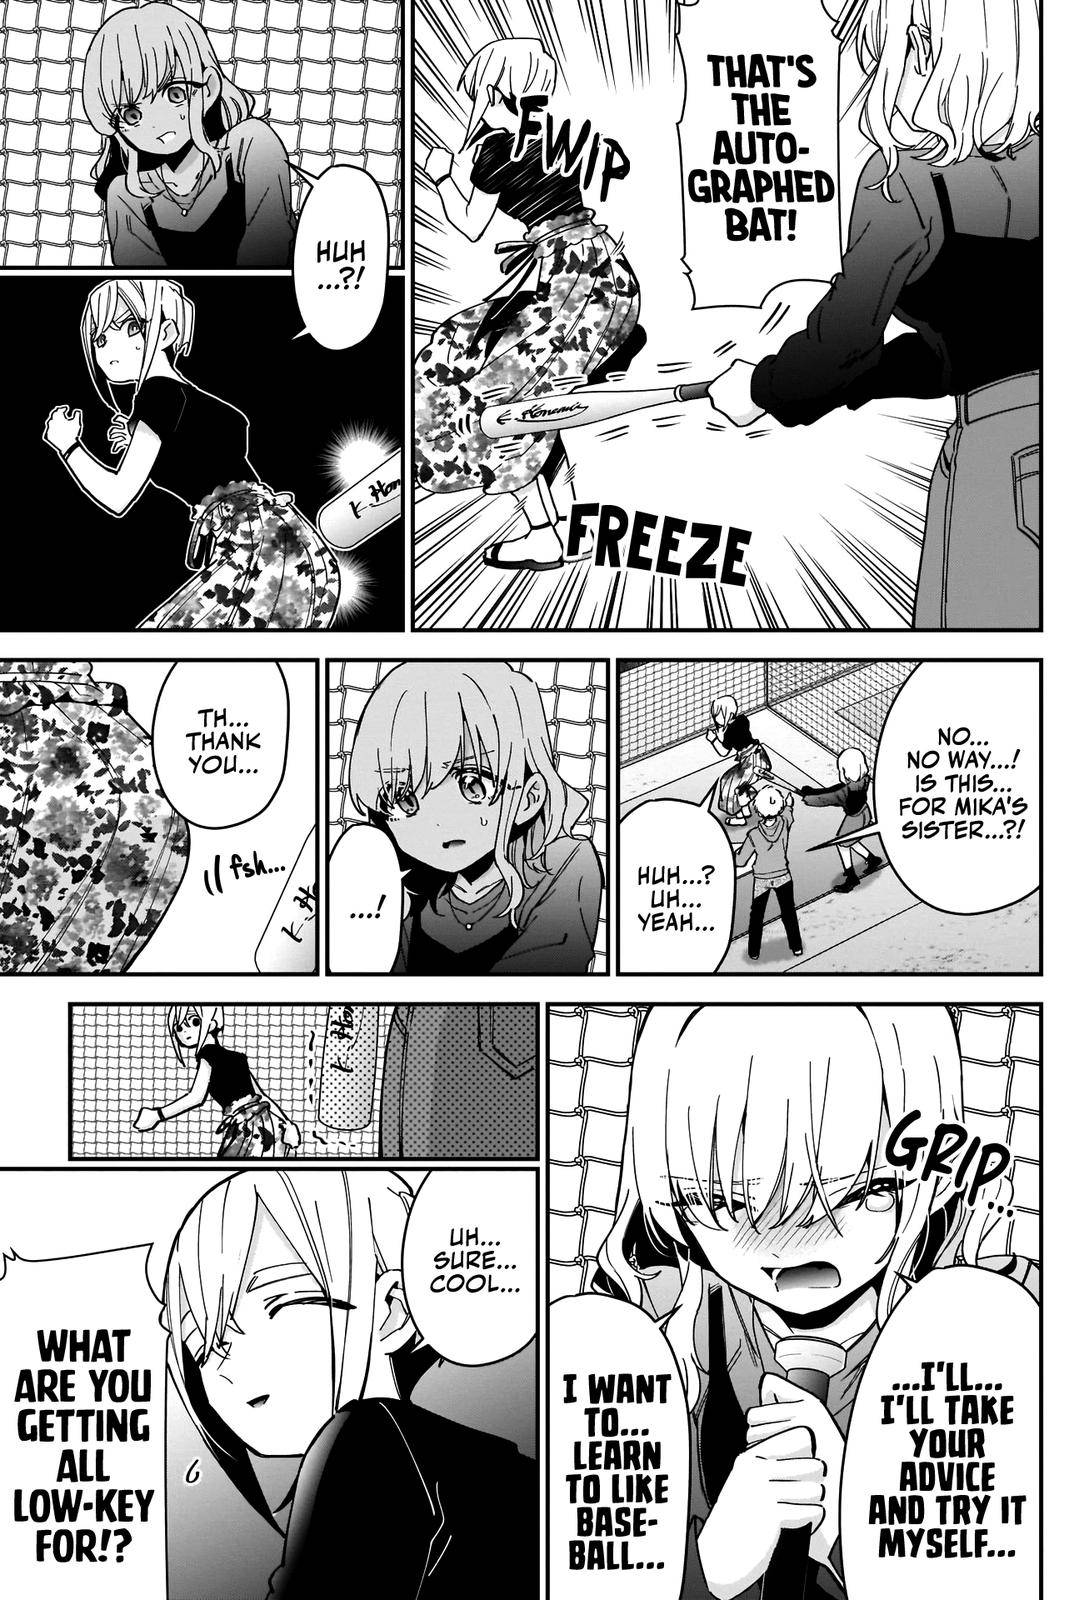 THAT'S
THE
AUTO-
GRAPHED
BAT!
FWIP
FREEZE
HUH
...?!
K. Hon
NO...
NO WAY...!
IS THIS...
FOR MIKA'S
SISTER...?!
HUH...?
UH...
YEAH...
...!
TH...
THANK
YOU...
fsh...
GRIP...
...I'LL...
I'LL TAKE
YOUR
ADVICE
AND TRY IT
MYSELF...
I WANT
TO...
LEARN
TO LIKE
BASE-
BALL...
K. Hon
UH...
SURE...
COOL...
WHAT
ARE YOU
GETTING
ALL
LOW-KEY
FOR!?